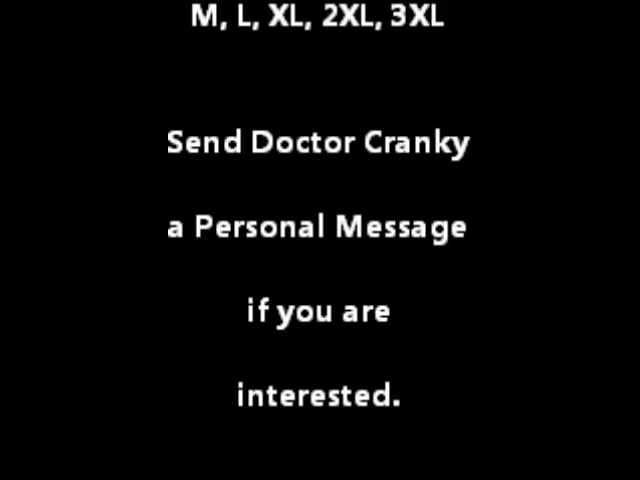 M, L, XL, 2XL, 3XL
Send Doctor Cranky
a Personal Message
if you are
interested.